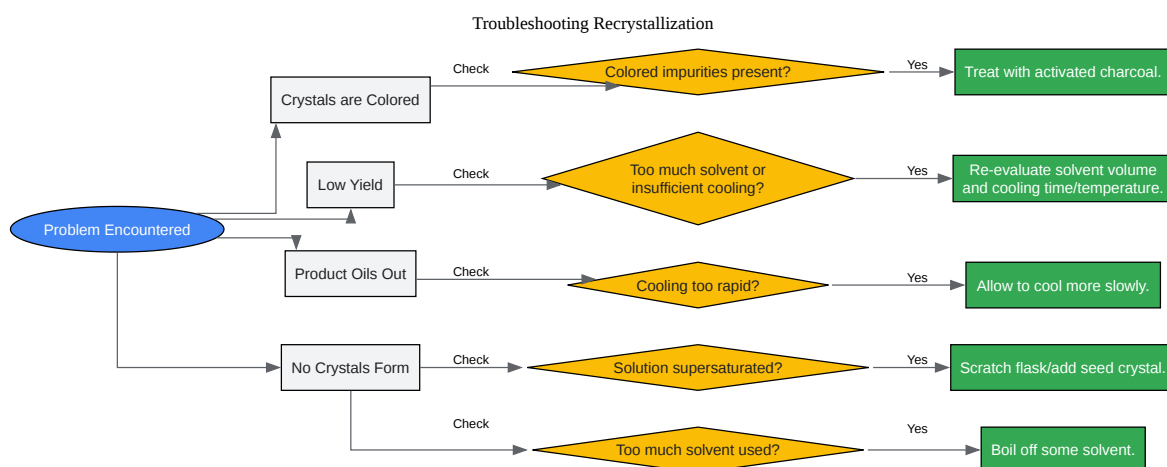 Troubleshooting Recrystallization
Problem Encountered
Crystals are Colored
Check
Colored impurities present?
Yes
Treat with activated charcoal.
Low Yield
Check
Too much solvent or
insufficient cooling?
Yes
Re-evaluate solvent volume
and cooling time/temperature.
Product Oils Out
Check
Cooling too rapid?
Yes
Allow to cool more slowly.
No Crystals Form
Check
Solution supersaturated?
Yes
Scratch flask/add seed crystal.
Check
Too much solvent used?
Yes
Boil off some solvent.